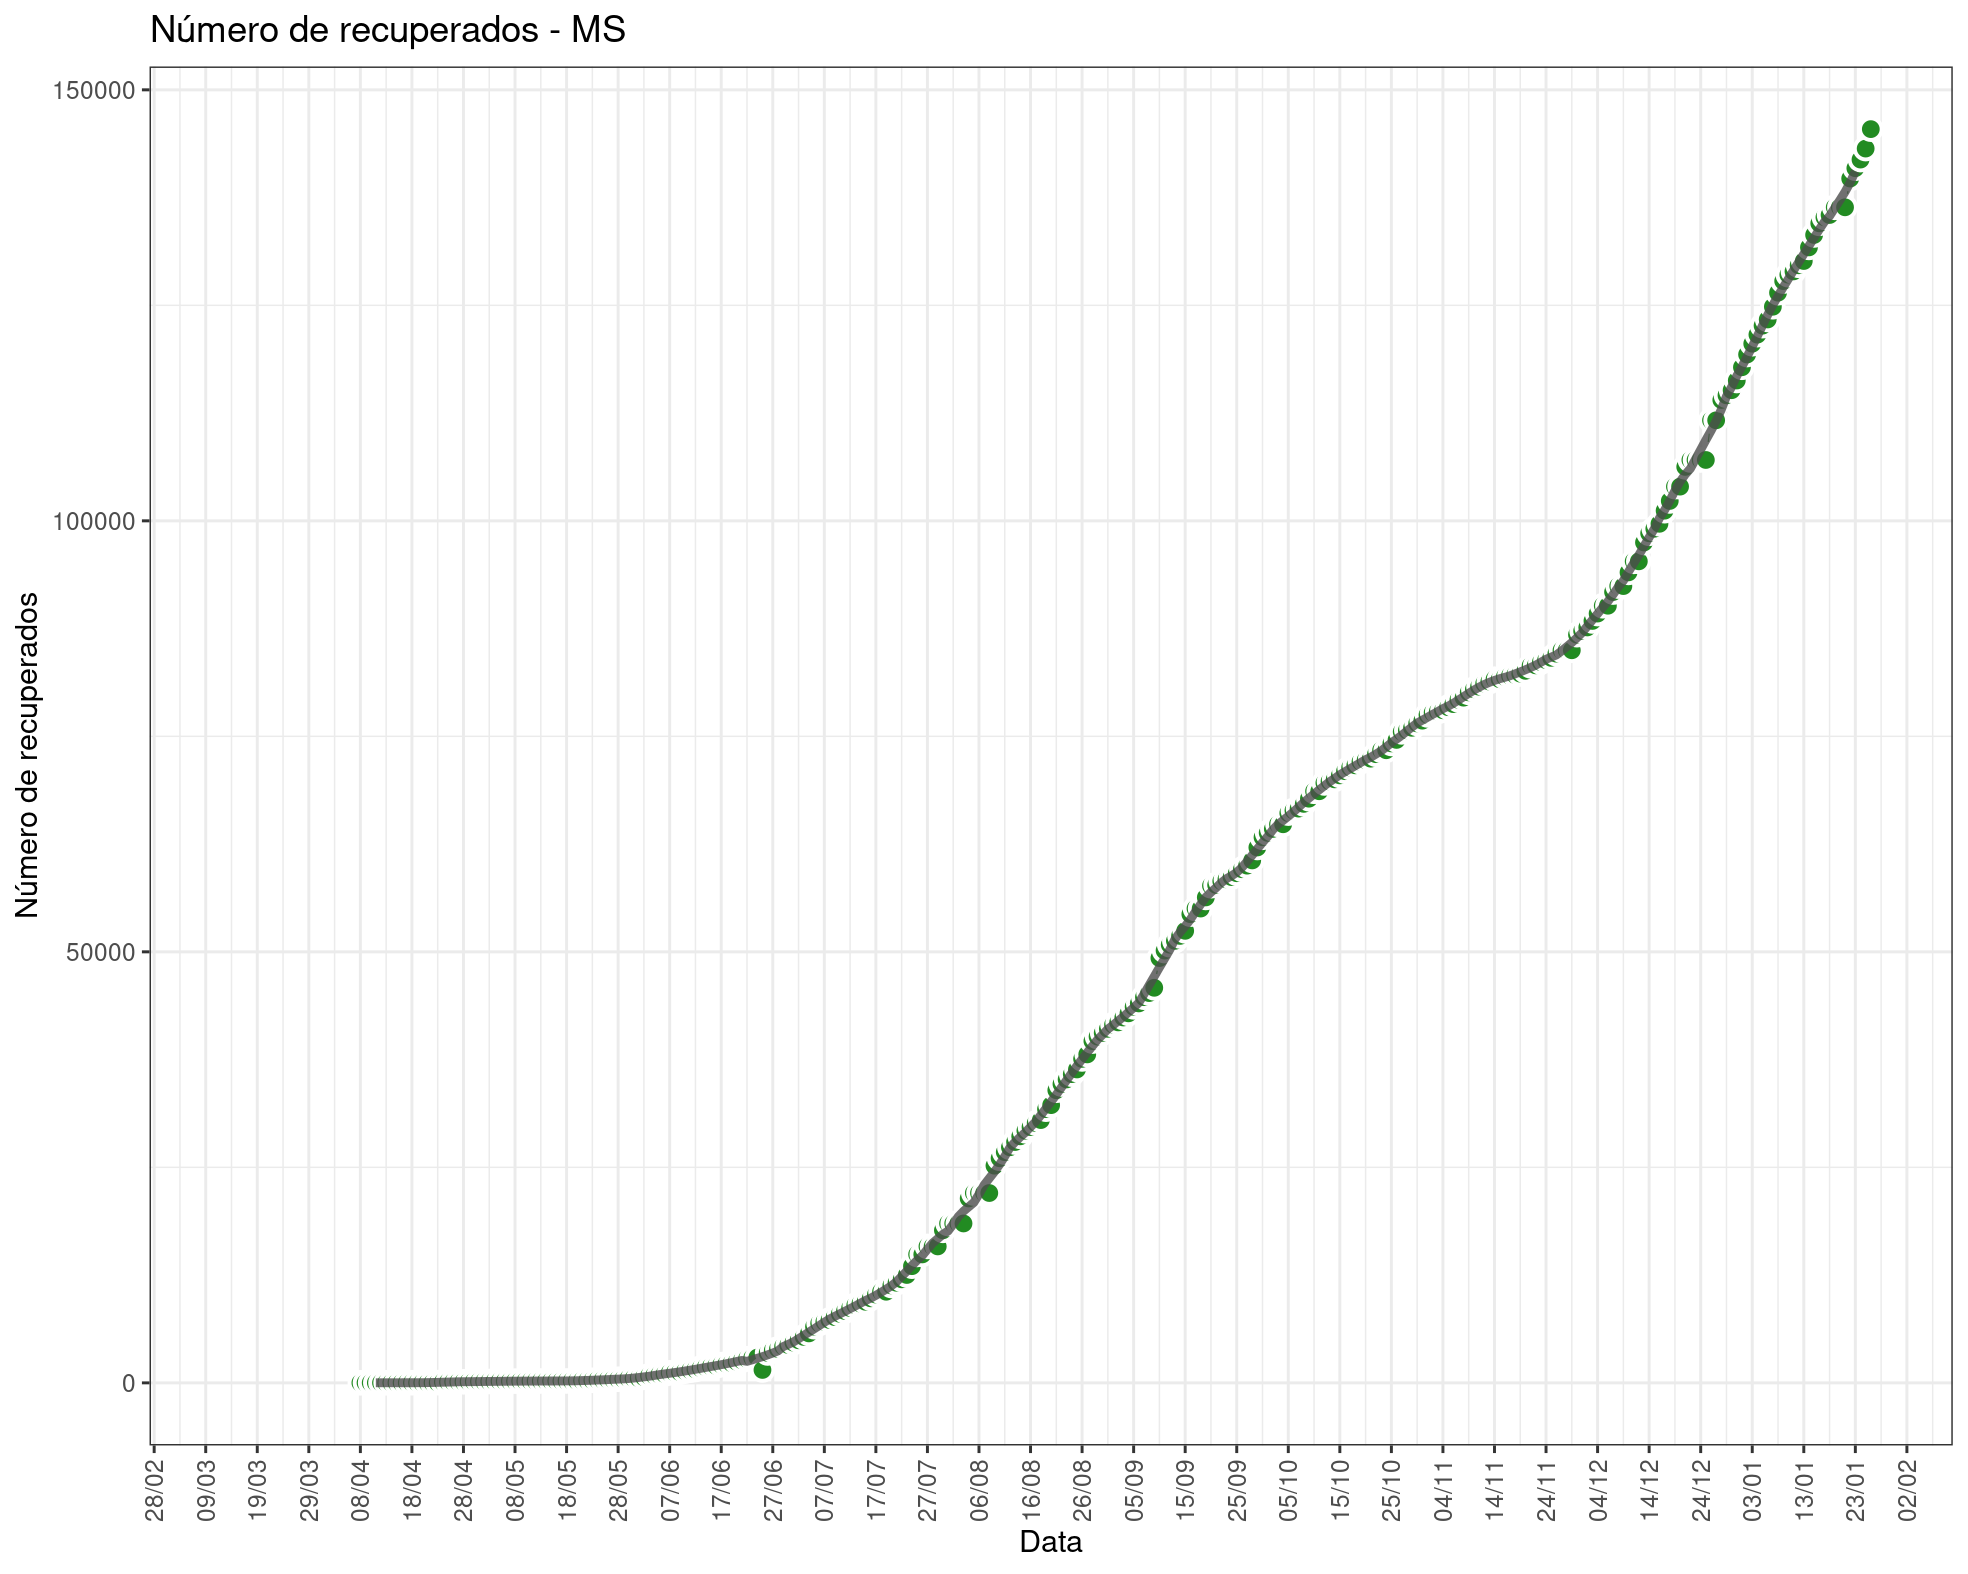 Número de recuperados - MS
Número de recuperados
150000
100000
50000
0
28/02 09/03 19/03 29/03 08/04 18/04 28/04 08/05 18/05 28/05 07/06 17/06 27/06 07/07 17/07 27/07 06/08 16/08 26/08 05/09 15/09 25/09 05/10 15/10 25/10 04/11 14/11 24/11 04/12 14/12 24/12 03/01 13/01 23/01 02/02
Data